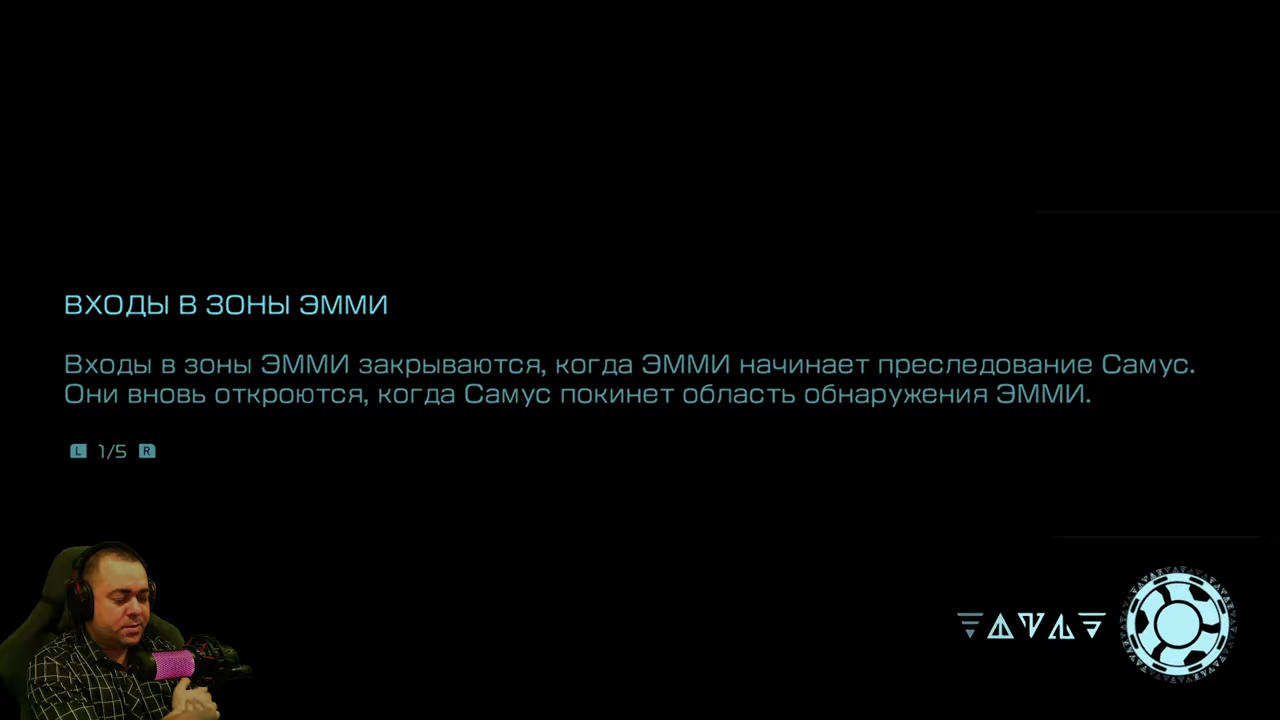 ВХОДЫ В ЗОНЫ ЭММИ
Входы в зоны ЭММИ закрываются, когда ЭММИ начинает преследование Самус.
Они вновь откроются, когда Самус покинет область обнаружения ЭММИ.
L 1/5 R